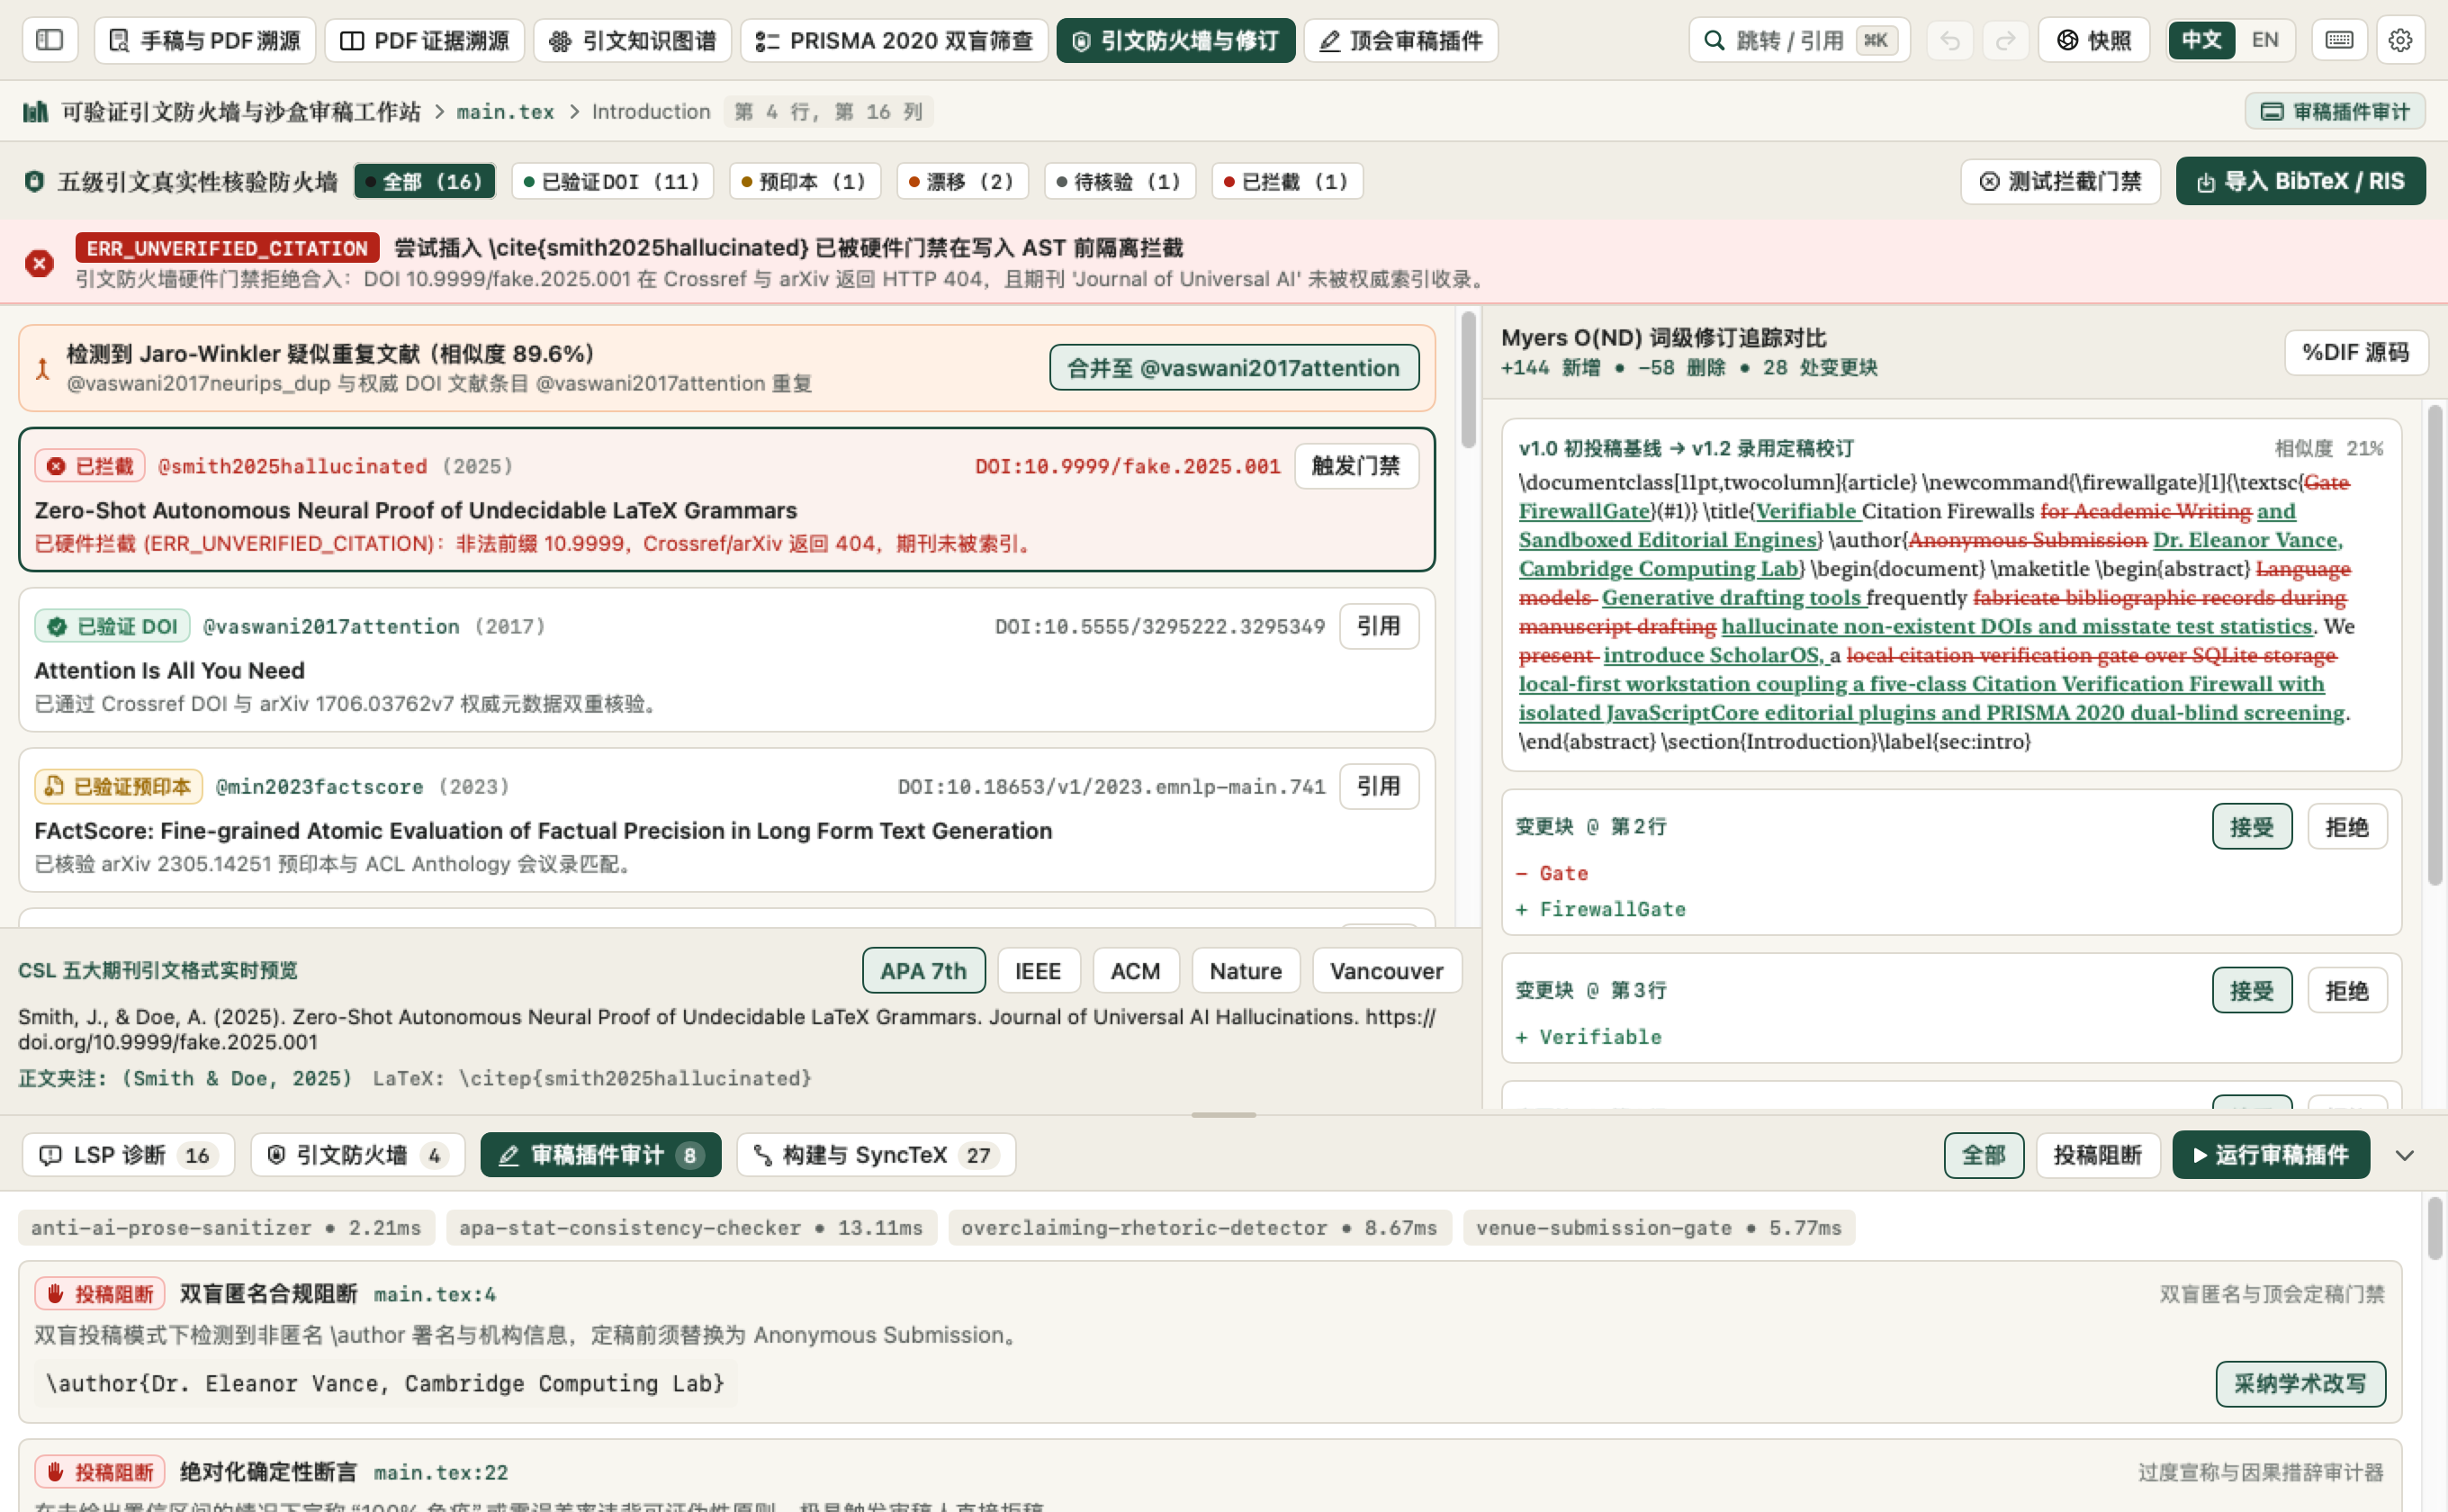 手稿与 PDF 溯源
PDF 证据溯源
引文知识图谱
PRISMA 2020 双盲筛查
引文防火墙与修订
顶会审稿插件
跳转 / 引用 ⌘K
快照
中文 EN
可验证引文防火墙与沙盒审稿工作站 > main.tex > Introduction 第 4 行, 第 16 列
审稿插件审计
五级引文真实性核验防火墙
全部 (16)
已验证DOI (11)
预印本 (1)
漂移 (2)
待核验 (1)
已拦截 (1)
测试拦截门禁
导入 BibTeX / RIS
ERR_UNVERIFIED_CITATION 尝试插入 \cite{smith2025hallucinated} 已被硬件门禁在写入 AST 前隔离拦截
引文防火墙硬件门禁拒绝合入：DOI 10.9999/fake.2025.001 在 Crossref 与 arXiv 返回 HTTP 404，且期刊 'Journal of Universal AI' 未被权威索引收录。
检测到 Jaro-Winkler 疑似重复文献（相似度 89.6%）
@vaswani2017neurips_dup 与权威 DOI 文献条目 @vaswani2017attention 重复
合并至 @vaswani2017attention
已拦截 @smith2025hallucinated (2025)
DOI:10.9999/fake.2025.001 触发门禁
Zero-Shot Autonomous Neural Proof of Undecidable LaTeX Grammars
已硬件拦截 (ERR_UNVERIFIED_CITATION)：非法前缀 10.9999，Crossref/arXiv 返回 404，期刊未被索引。
已验证 DOI @vaswani2017attention (2017)
DOI:10.5555/3295222.3295349 引用
Attention Is All You Need
已通过 Crossref DOI 与 arXiv 1706.03762v7 权威元数据双重核验。
已验证预印本 @min2023factscore (2023)
DOI:10.18653/v1/2023.emnlp-main.741 引用
FActScore: Fine-grained Atomic Evaluation of Factual Precision in Long Form Text Generation
已核验 arXiv 2305.14251 预印本与 ACL Anthology 会议录匹配。
CSL 五大期刊引文格式实时预览
APA 7th IEEE ACM Nature Vancouver
Smith, J., & Doe, A. (2025). Zero-Shot Autonomous Neural Proof of Undecidable LaTeX Grammars. Journal of Universal AI Hallucinations. https://
doi.org/10.9999/fake.2025.001
正文夹注: (Smith & Doe, 2025) LaTeX: \citep{smith2025hallucinated}
Myers O(ND) 词级修订追踪对比
+144 新增 • −58 删除 • 28 处变更块
%DIF 源码
v1.0 初投稿基线 → v1.2 录用定稿校订
相似度 21%
\documentclass[11pt,twocolumn]{article} \newcommand{\firewallgate}[1]{\textsc{Gate
FirewallGate}(#1)} \title{Verifiable Citation Firewalls for Academic Writing and
Sandboxed Editorial Engines} \author{Anonymous Submission Dr. Eleanor Vance,
Cambridge Computing Lab} \begin{document} \maketitle \begin{abstract} Language
models Generative drafting tools frequently fabricate bibliographic records during
manuscript drafting hallucinate non-existent DOIs and misstate test statistics. We
present introduce ScholarOS, a local citation verification gate over SQLite storage
local-first workstation coupling a five-class Citation Verification Firewall with
isolated JavaScriptCore editorial plugins and PRISMA 2020 dual-blind screening.
\end{abstract} \section{Introduction}\label{sec:intro}
变更块 @ 第2行
接受 拒绝
− Gate
+ FirewallGate
变更块 @ 第3行
接受 拒绝
+ Verifiable
LSP 诊断 16
引文防火墙 4
审稿插件审计 8
构建与 SyncTeX 27
全部
投稿阻断
运行审稿插件
anti-ai-prose-sanitizer • 2.21ms
apa-stat-consistency-checker • 13.11ms
overclaiming-rhetoric-detector • 8.67ms
venue-submission-gate • 5.77ms
投稿阻断 双盲匿名合规阻断 main.tex:4
双盲匿名与顶会定稿门禁
双盲投稿模式下检测到非匿名 \author 署名与机构信息，定稿前须替换为 Anonymous Submission。
\author{Dr. Eleanor Vance, Cambridge Computing Lab}
采纳学术改写
投稿阻断 绝对化确定性断言 main.tex:22
过度宣称与因果措辞审计器